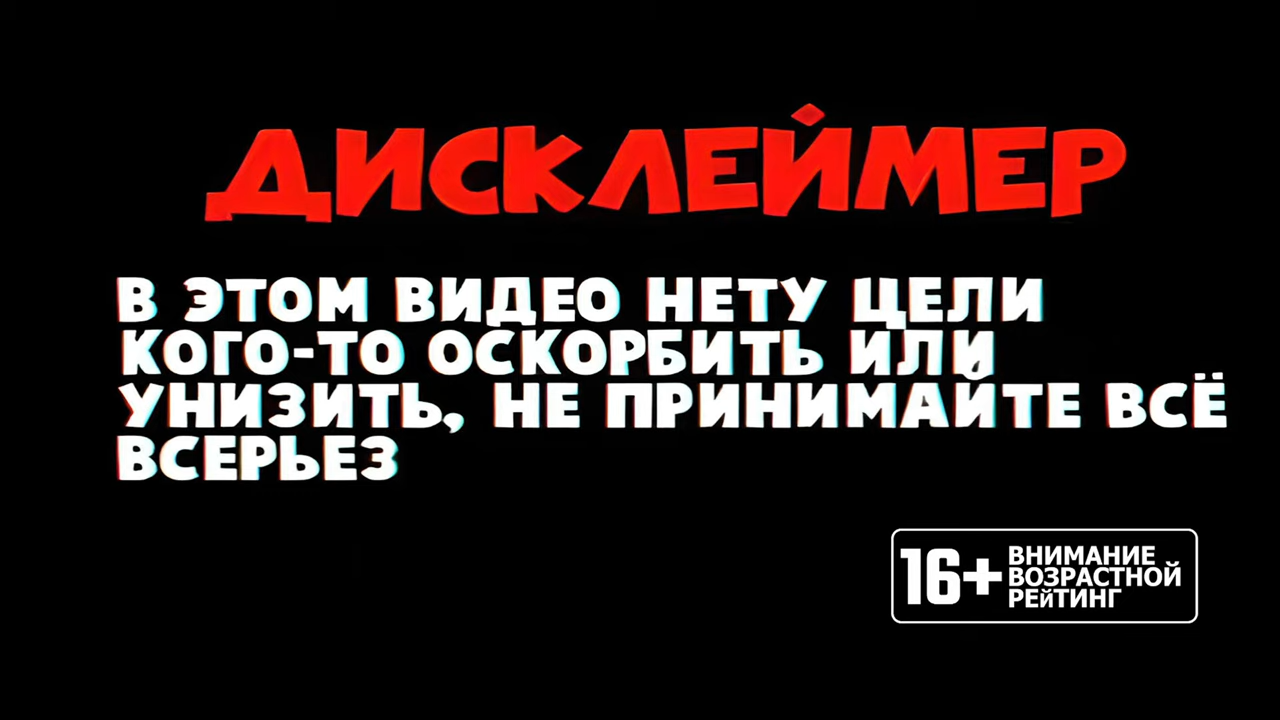 ДИСКЛЕЙМЕР
В ЭТОМ ВИДЕО НЕТУ ЦЕЛИ
КОГО-ТО ОСКОРБИТЬ ИЛИ
УНИЗИТЬ, НЕ ПРИНИМАЙТЕ ВСЁ
ВСЕРЬЕЗ
16+
ВНИМАНИЕ
ВОЗРАСТНОЙ
РЕйТИНГ